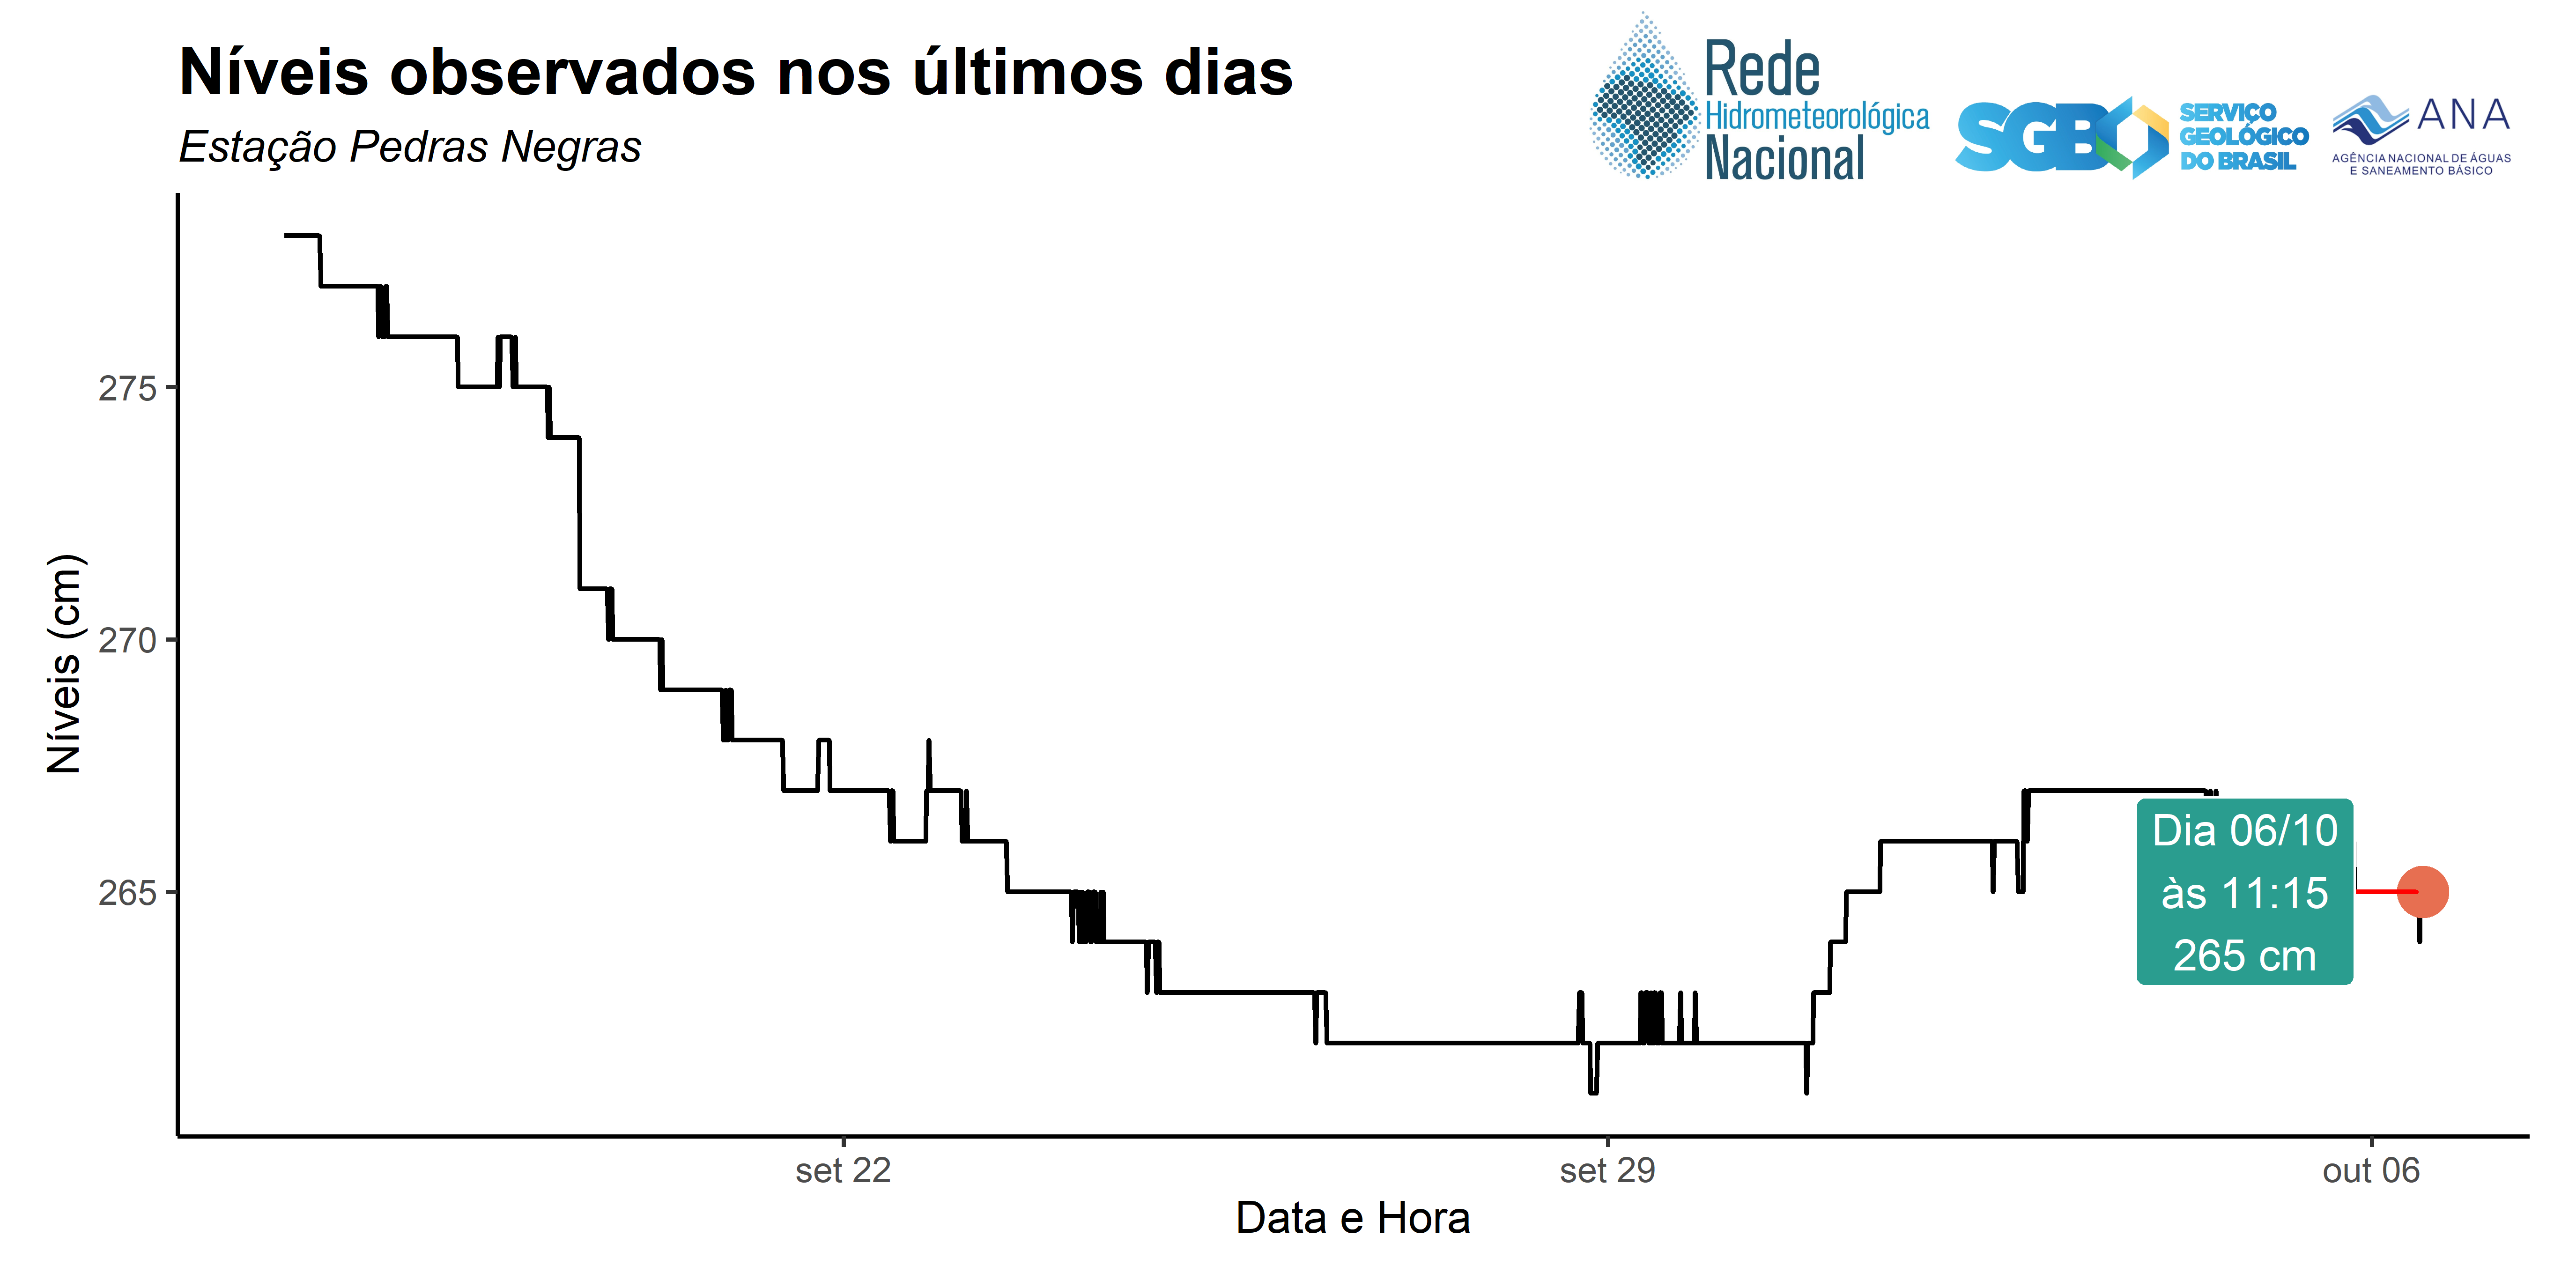 Níveis observados nos últimos dias
Estação Pedras Negras
Rede
Hidrometeorológica
Nacional
SGB
SERVIÇO
GEOLÓGICO
DO BRASIL
ANA
AGÊNCIA NACIONAL DE ÁGUAS
E SANEAMENTO BÁSICO
Níveis (cm)
275
270
265
Dia 06/10
às 11:15
265 cm
set 22
set 29
out 06
Data e Hora